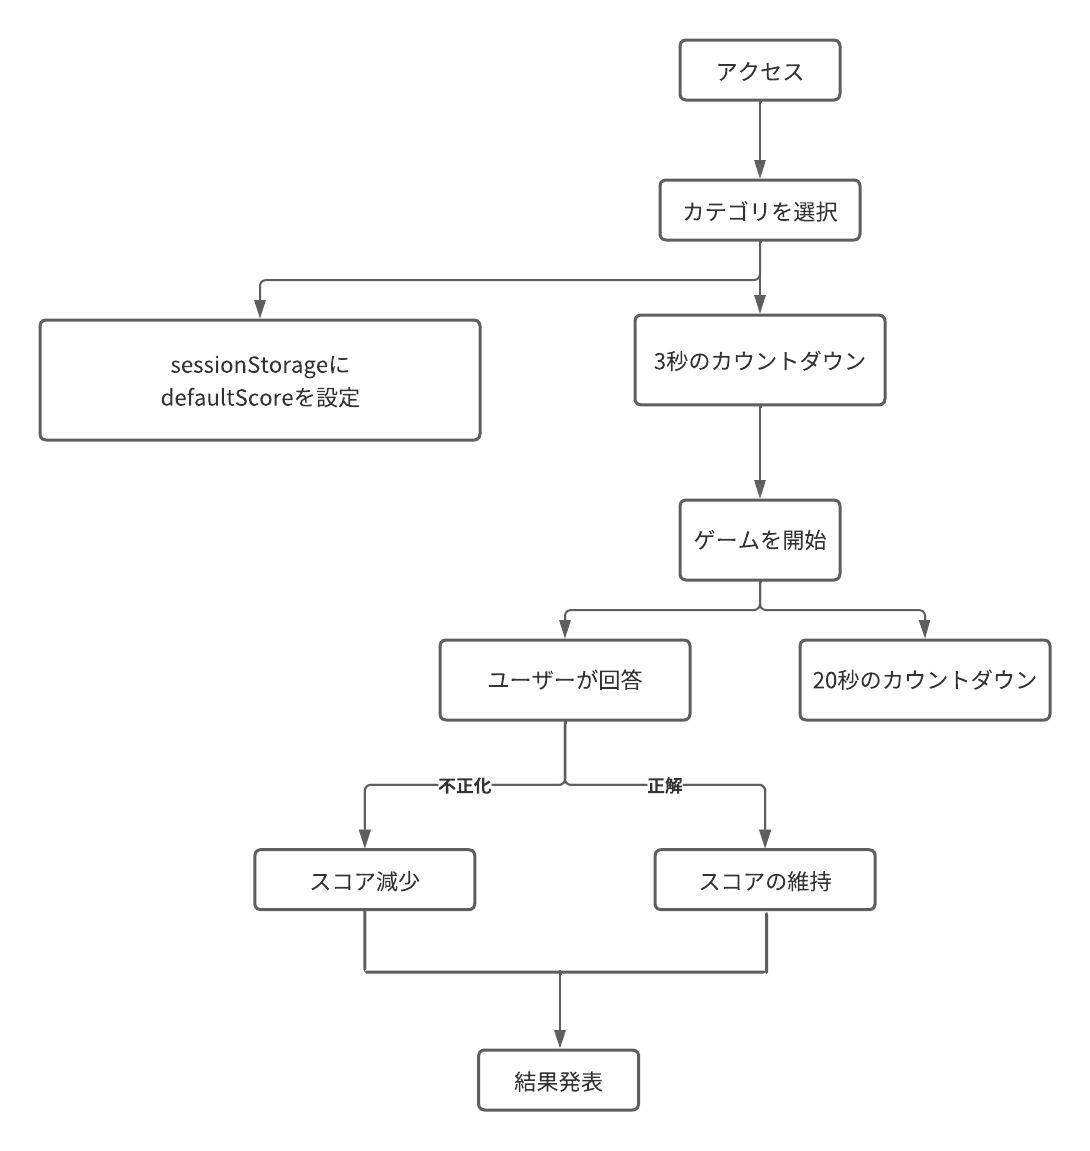 アクセス
カテゴリを選択
sessionStorageに
defaultScoreを設定
3秒のカウントダウン
ゲームを開始
ユーザーが回答
20秒のカウントダウン
不正化
正解
スコア減少
スコアの維持
結果発表